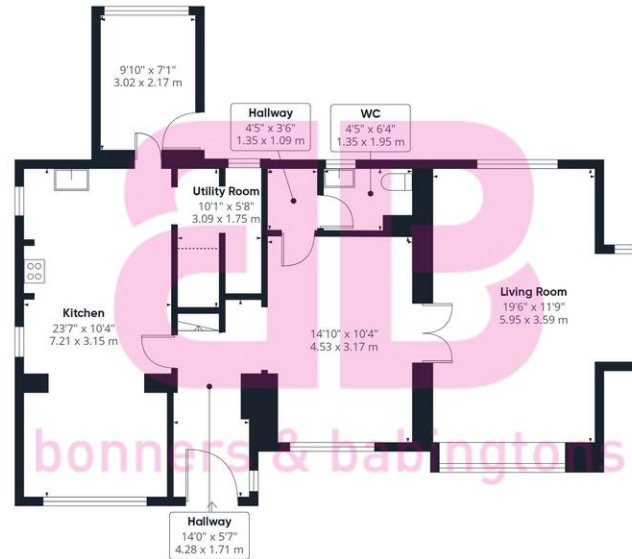 9'10" x 7'1"
3.02 x 2.17 m
Hallway
4'5" x 3'6"
1.35 x 1.09 m
WC
4'5" x 6'4"
1.35 x 1.95 m
Utility Room
10'1" x 5'8"
3.09 x 1.75 m
Kitchen
23'7" x 10'4"
7.21 x 3.15 m
14'10" x 10'4"
4.53 x 3.17 m
Living Room
19'6" x 11'9"
5.95 x 3.59 m
bonners & babingtons
Hallway
14'0" x 5'7"
4.28 x 1.71 m